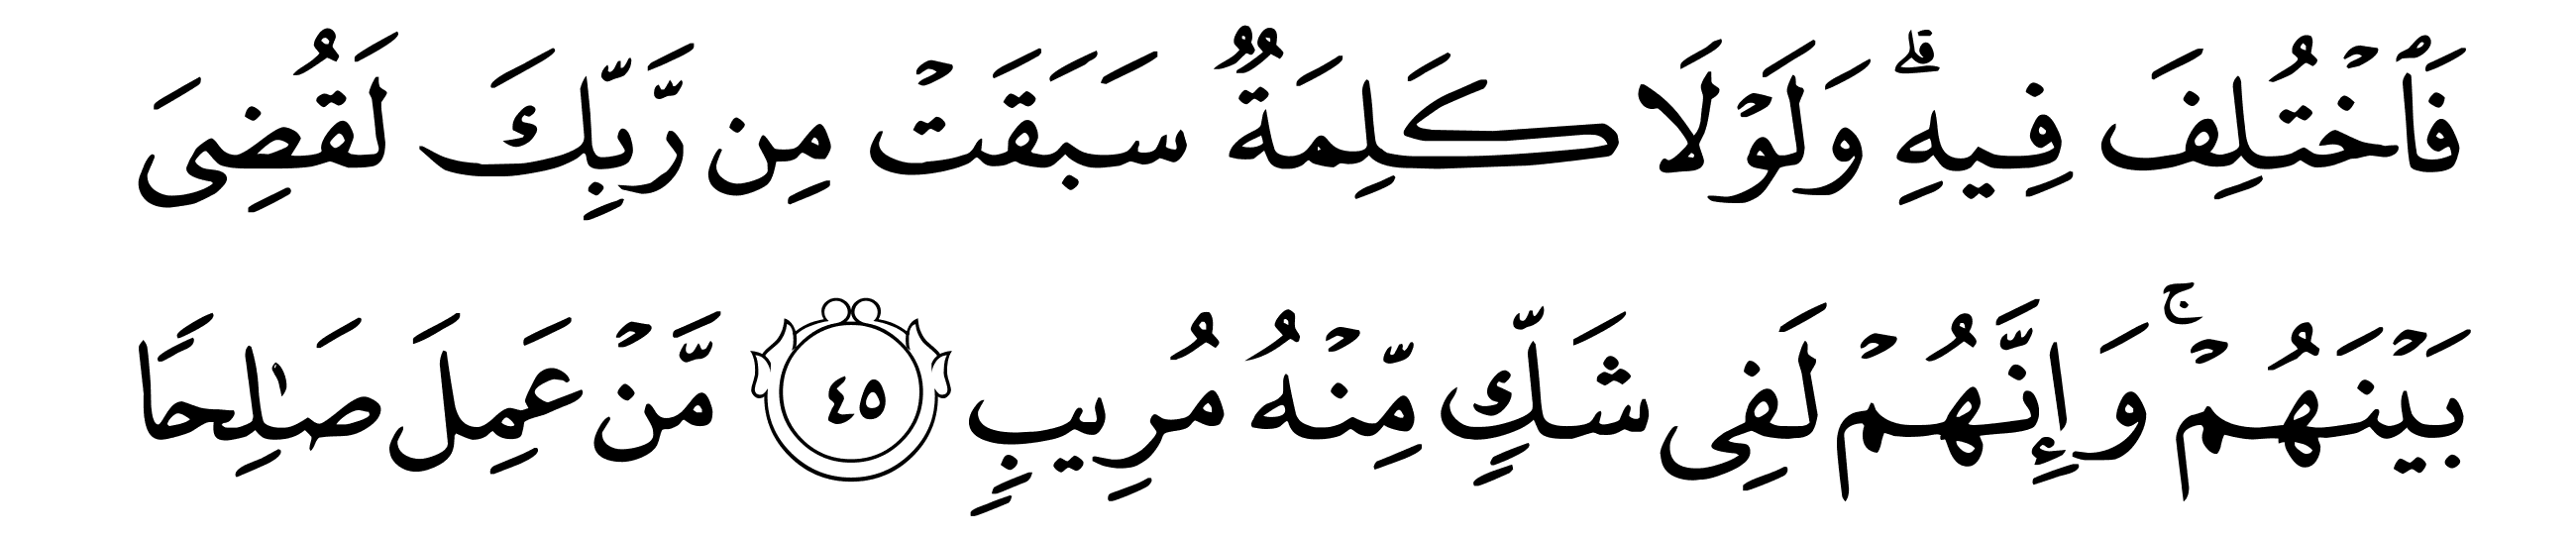 فَٱخْتُلِفَ فِيهِۗ وَلَوْلَا كَلِمَةٌ سَبَقَتْ مِن رَّبِّكَ لَقُضِىَ
بَيْنَهُمْۚ وَإِنَّهُمْ لَفِى شَكٍّ مِّنْهُ مُرِيبٍ ٤٥ مَّنْ عَمِلَ صَٰلِحًا